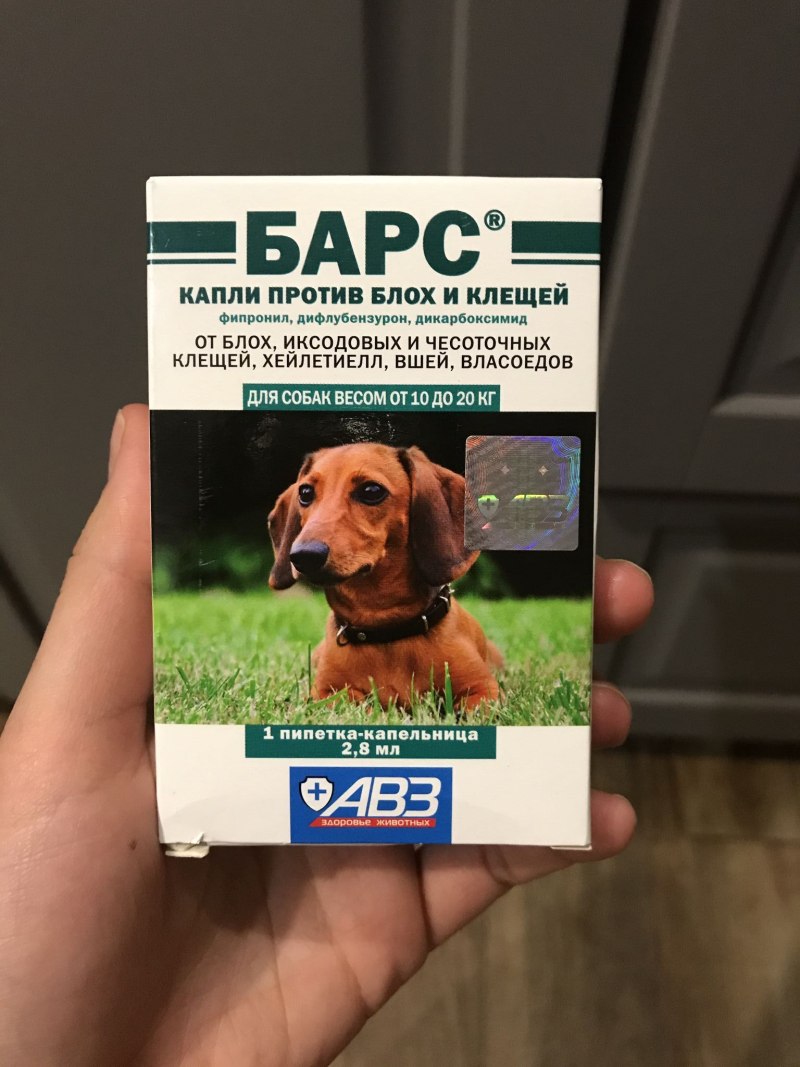 БАРС®
КАПЛИ ПРОТИВ БЛОХ И КЛЕЩЕЙ
фипронил, дифлубензурон, дикарбоксимид
ОТ БЛОХ, ИКСОДОВЫХ И ЧЕСОТОЧНЫХ
КЛЕЩЕЙ, ХЕЙЛЕТИЕЛЛ, ВШЕЙ, ВЛАСОЕДОВ
ДЛЯ СОБАК ВЕСОМ ОТ 10 ДО 20 КГ
АВЗ
1 пипетка-капельница
2,8 мл
АВЗ
здоровье животных